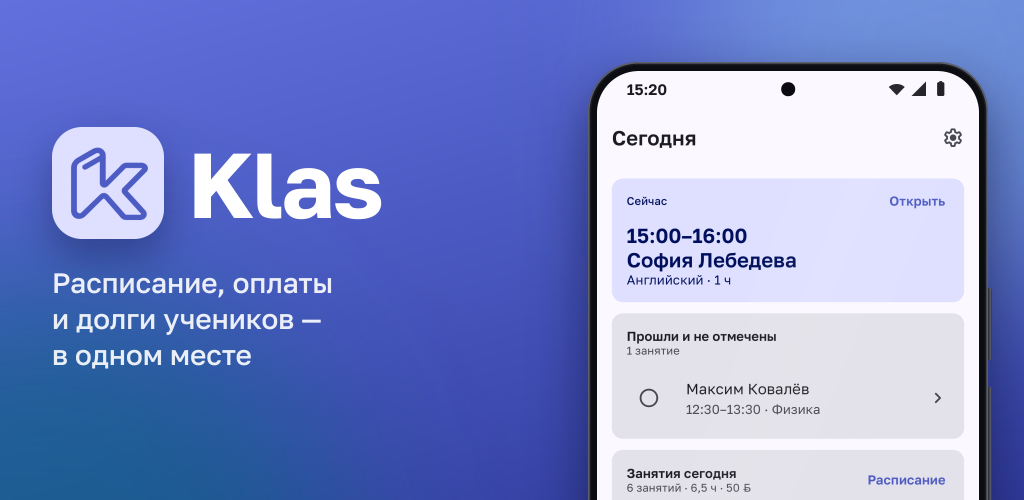 Klas
Расписание, оплаты
и долги учеников —
в одном месте
15:20
Сегодня
Сейчас
Открыть
15:00–16:00
София Лебедева
Английский · 1 ч
Прошли и не отмечены
1 занятие
Максим Ковалёв
12:30–13:30 · Физика
Занятия сегодня
Расписание
6 занятий · 6,5 ч · 50 Б